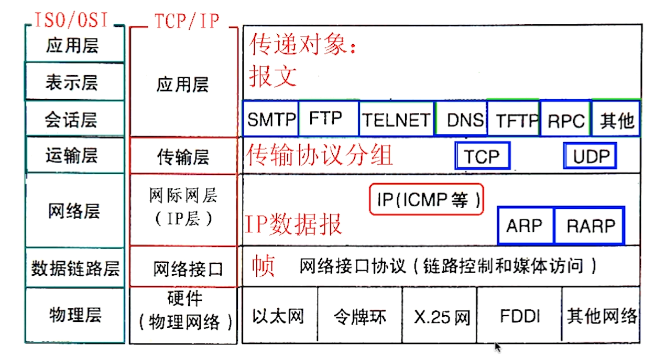 ISO/OSI TCP/IP
应用层
表示层
会话层
运输层
网络层
数据链路层
物理层
应用层
传输层
网际网层
(IP层)
网络接口
硬件
(物理网络)
传递对象:
报文
SMTP FTP TELNET DNS TFTP RPC 其他
传输协议分组 TCP UDP
IP(ICMP等)
IP数据报 ARP RARP
帧 网络接口协议(链路控制和媒体访问)
以太网 令牌环 X.25网 FDDI 其他网络